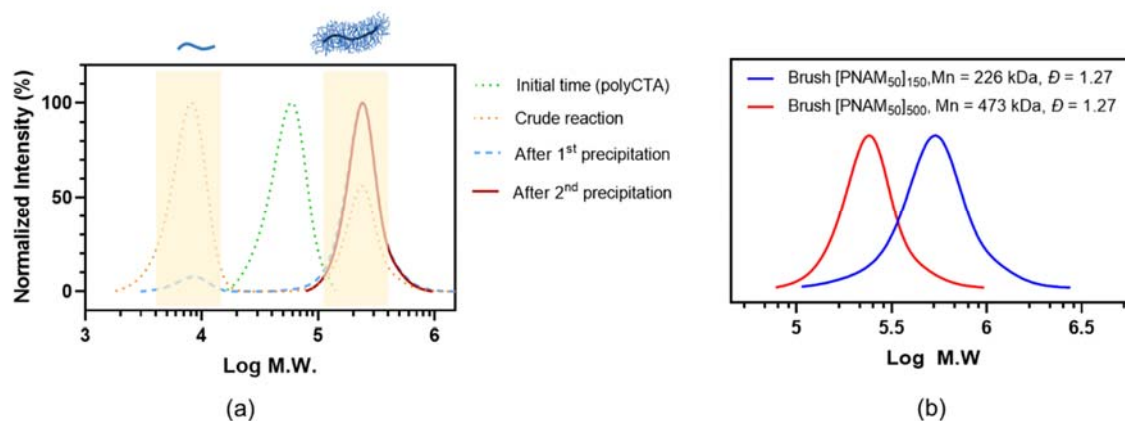 Normalized Intensity (%)
100
50
0
3
4
5
6
Log M.W.
Initial time (polyCTA)
Crude reaction
After 1st precipitation
After 2nd precipitation
(a)
Brush [PNAM50]150,Mn = 226 kDa, Đ = 1.27
Brush [PNAM50]500, Mn = 473 kDa, Đ = 1.27
5
5.5
6
6.5
Log M.W
(b)